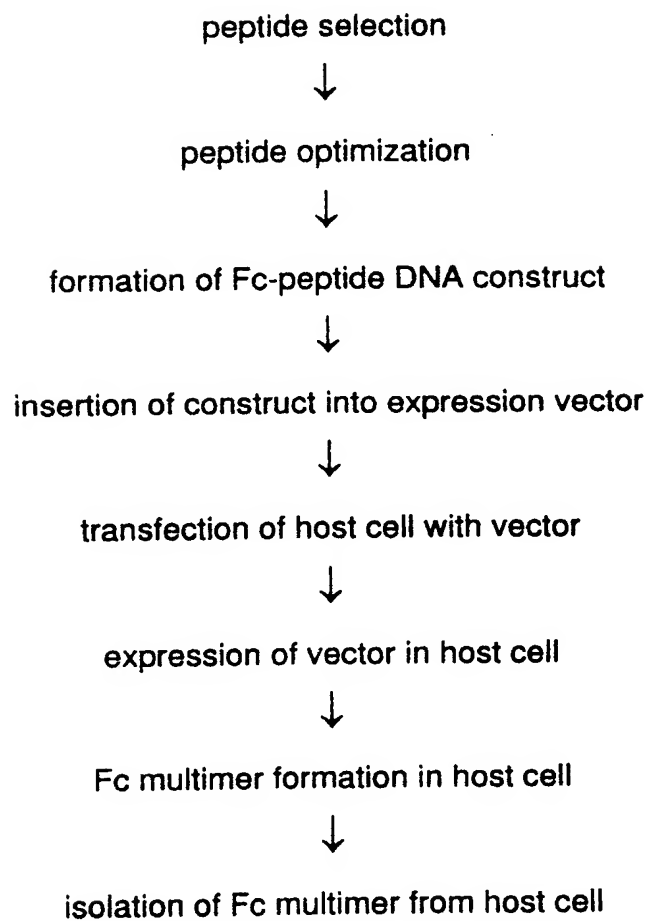 peptide selection
↓
peptide optimization
↓
formation of Fc-peptide DNA construct
↓
insertion of construct into expression vector
↓
transfection of host cell with vector
↓
expression of vector in host cell
↓
Fc multimer formation in host cell
↓
isolation of Fc multimer from host cell